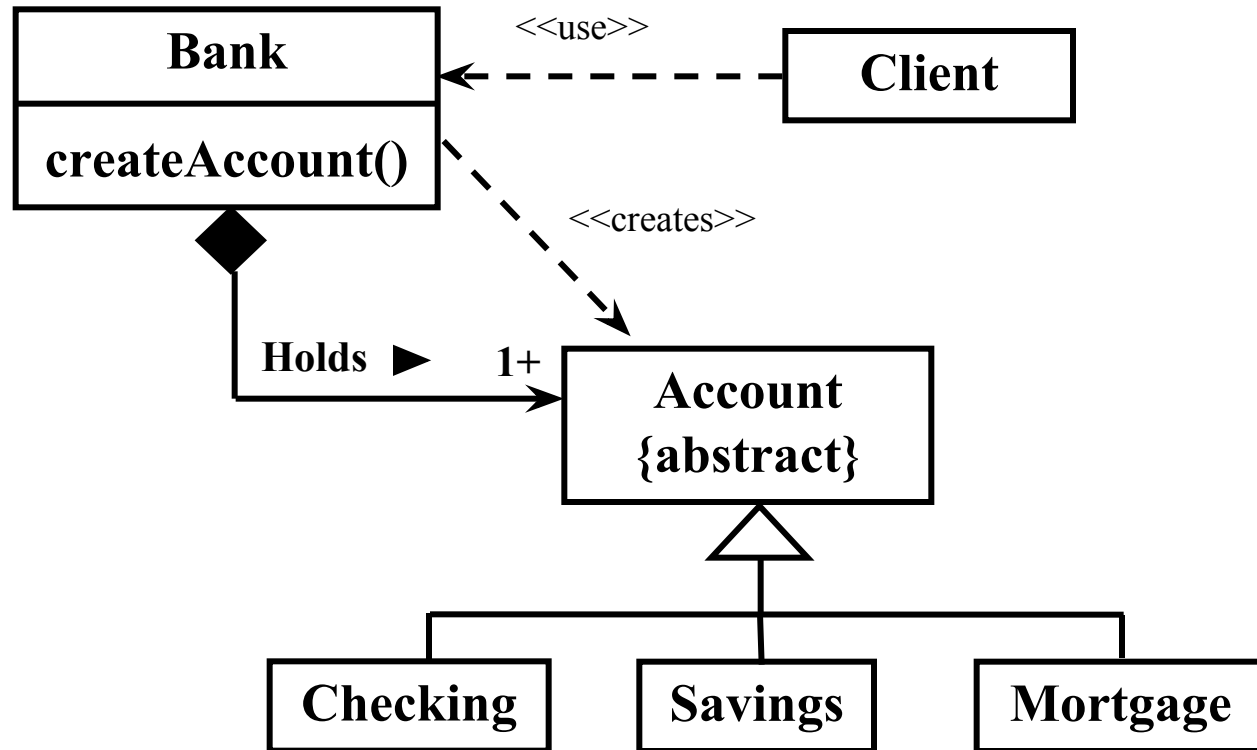 Bank
<<use>>
Client
createAccount()
<<creates>>
Holds ▶ 1+
Account
{abstract}
Checking
Savings
Mortgage